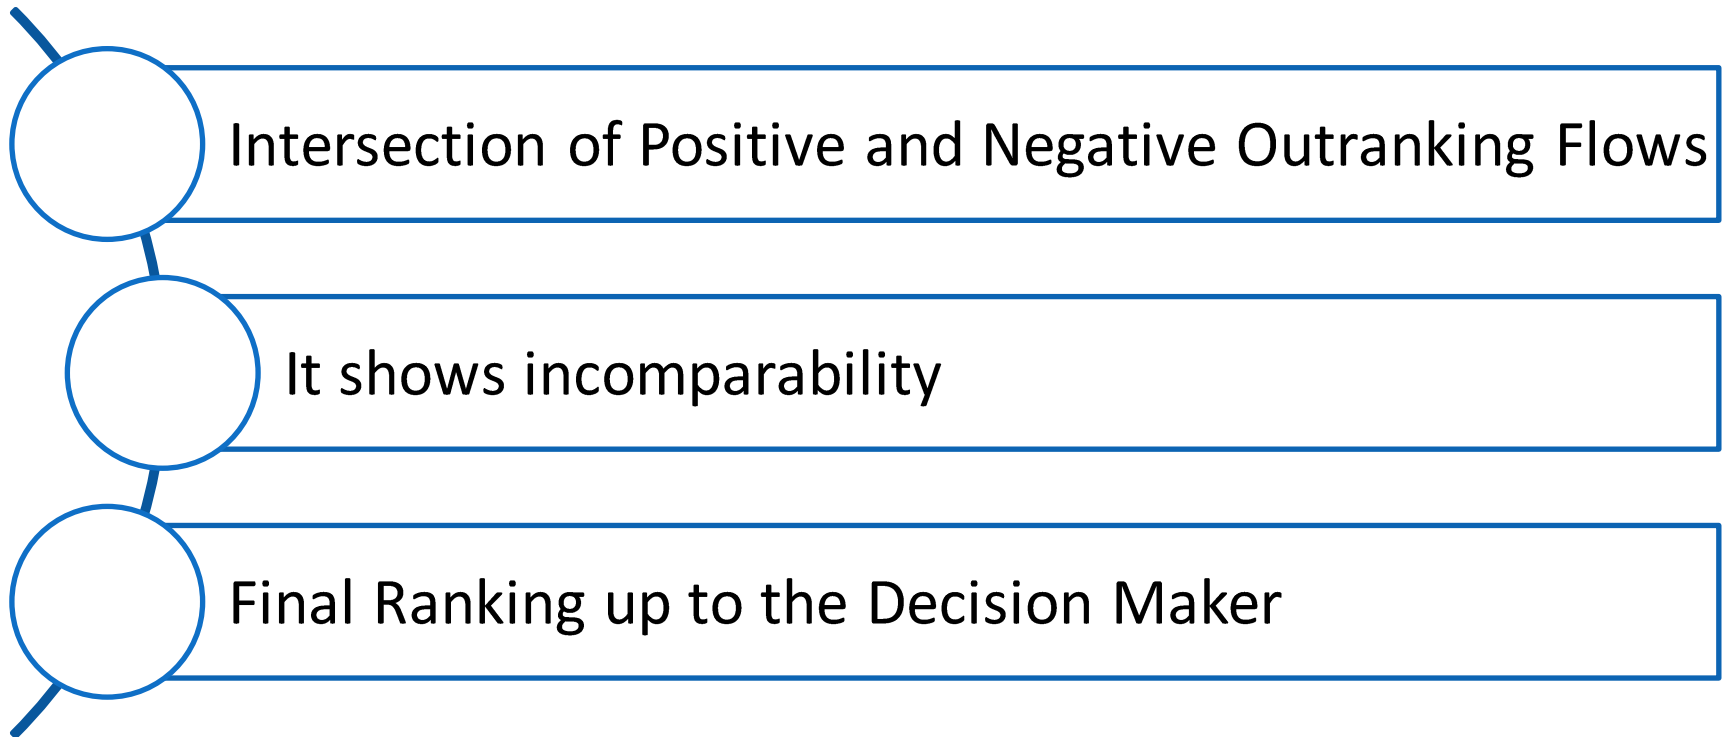 Intersection of Positive and Negative Outranking Flows
It shows incomparability
Final Ranking up to the Decision Maker